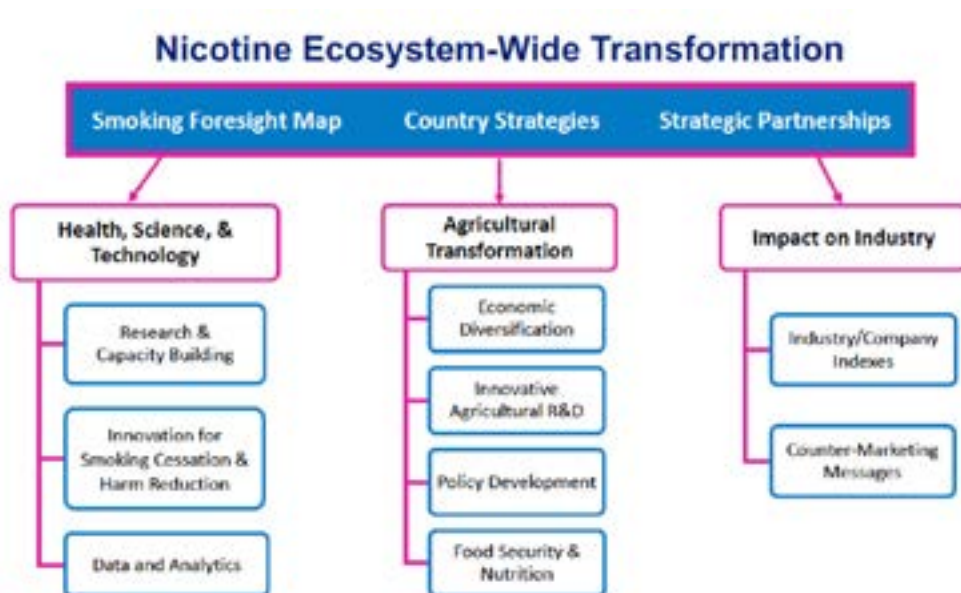 Nicotine Ecosystem-Wide Transformation
Smoking Foresight Map
Country Strategies
Strategic Partnerships
Health, Science, &
Technology
Research &
Capacity Building
Innovation for
Smoking Cessation &
Harm Reduction
Data and Analytics
Agricultural
Transformation
Economic
Diversification
Innovative
Agricultural R&D
Policy Development
Food Security &
Nutrition
Impact on Industry
Industry/Company
Indexes
Counter-Marketing
Messages